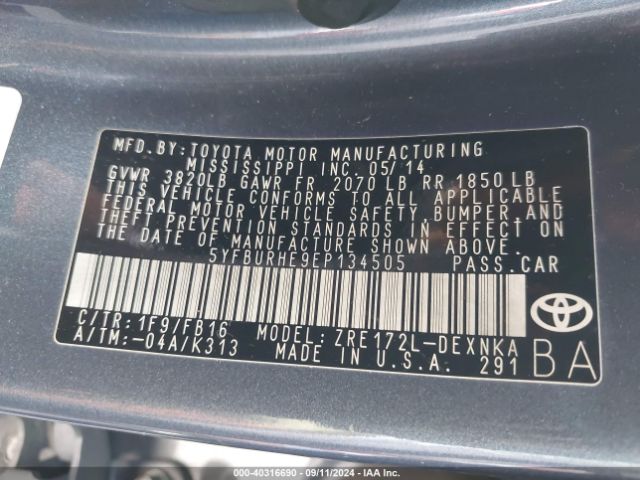 MFD. BY: TOYOTA MOTOR MANUFACTURING
MISSISSIPPI INC. 05/14
GVWR 3820LB GAWR FR 2070 LB RR 1850 LB
THIS VEHICLE CONFORMS TO ALL APPLICABLE
FEDERAL MOTOR VEHICLE SAFETY, BUMPER, AND
THEFT PREVENTION STANDARDS IN EFFECT ON
THE DATE OF MANUFACTURE SHOWN ABOVE.
5YFBURHE9EP134505 PASS.CAR
C/TR: 1F9/FB16 MODEL: ZRE172L-DEXNKA
A/TM: -04A/K313 MADE IN U.S.A. 291
BA
000-40316690 - 09/11/2024 - IAA Inc.